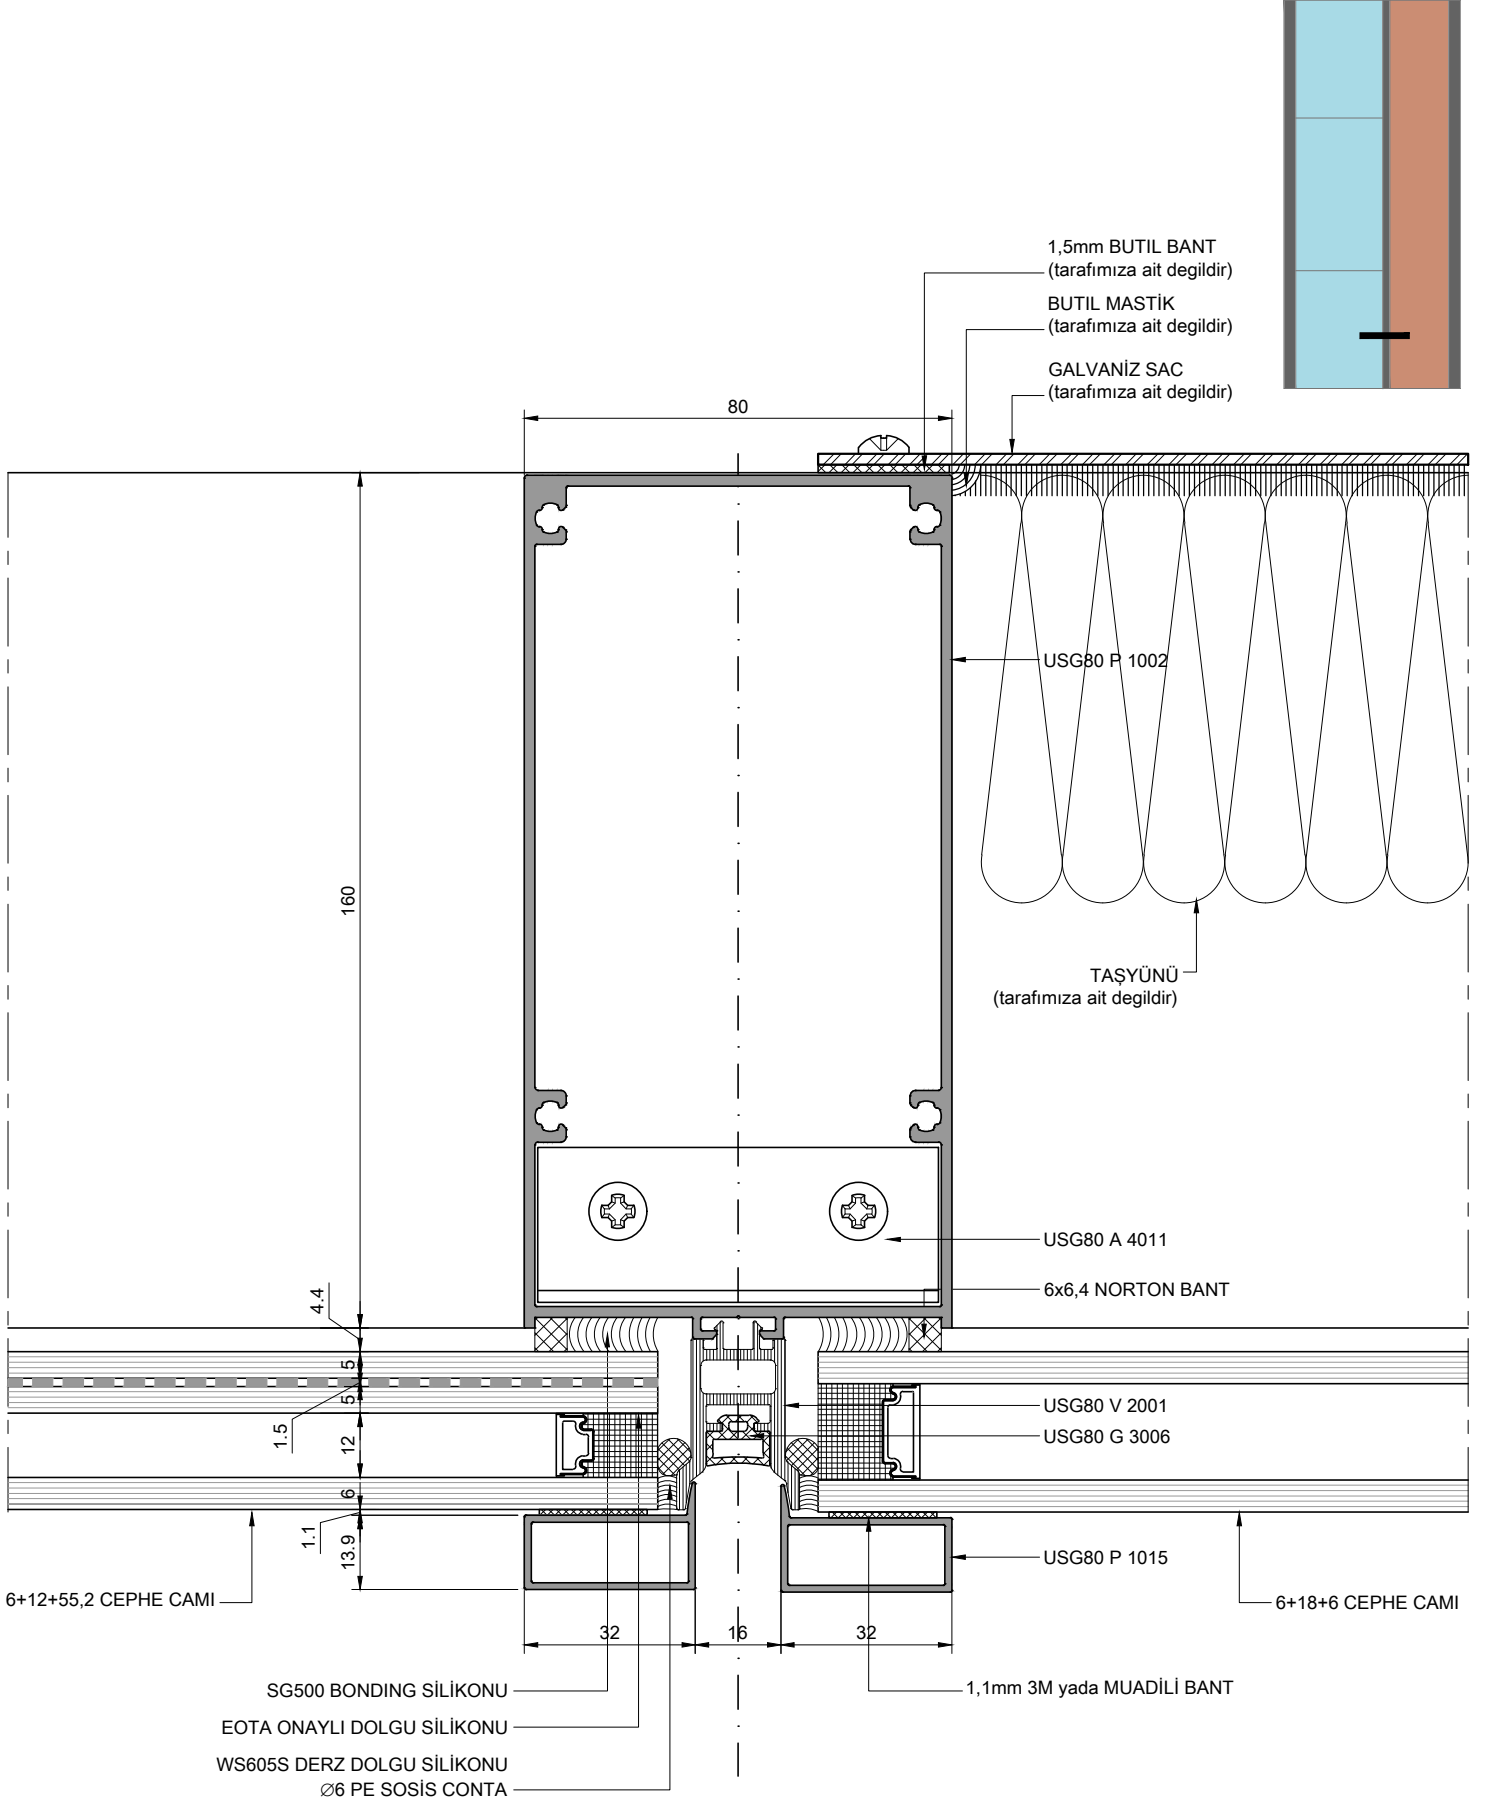 1,5mm BUTIL BANT
(tarafımıza ait degildir)
BUTIL MASTİK
(tarafımıza ait degildir)
GALVANİZ SAC
(tarafımıza ait degildir)
80
160
USG80 P 1002
TAŞYÜNÜ
(tarafımıza ait degildir)
USG80 A 4011
6x6,4 NORTON BANT
4.4
5
5
1.5
12
6
1.1
13.9
USG80 V 2001
USG80 G 3006
USG80 P 1015
6+12+55,2 CEPHE CAMI
6+18+6 CEPHE CAMI
32
16
32
SG500 BONDING SİLİKONU
1,1mm 3M yada MUADİLİ BANT
EOTA ONAYLI DOLGU SİLİKONU
WS605S DERZ DOLGU SİLİKONU
∅6 PE SOSİS CONTA